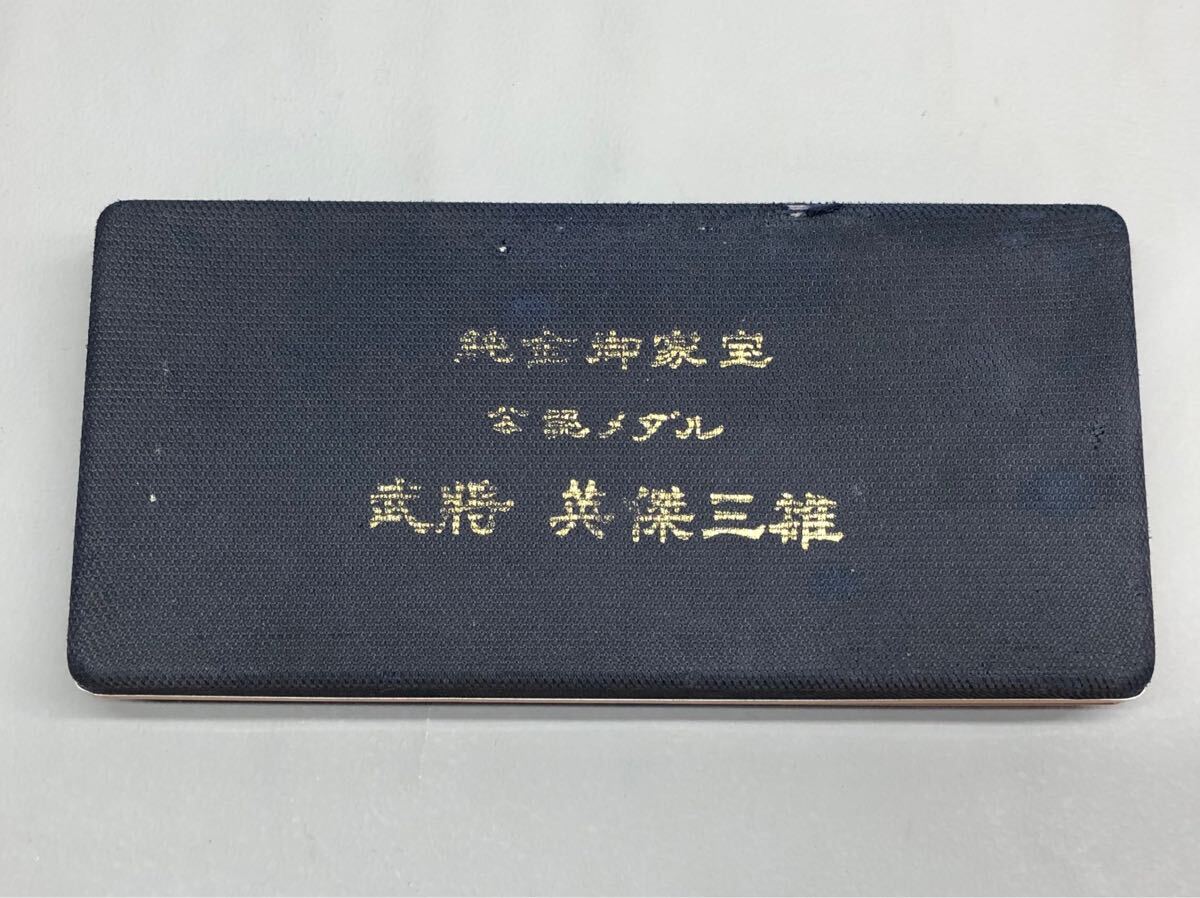 純金御家宝
公認メダル
武将 英傑三雄